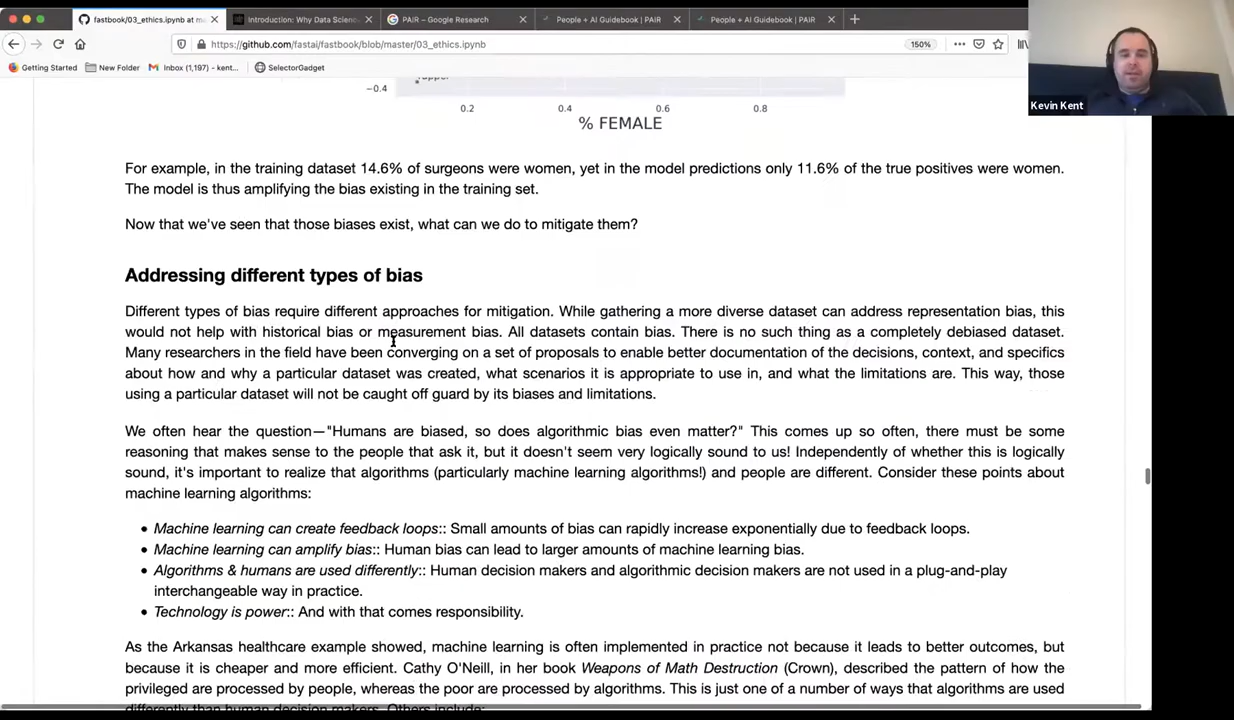 fastbook/03_ethics.ipynb at ma
Introduction: Why Data Scienc
PAIR – Google Research
People + AI Guidebook | PAIR
People + AI Guidebook | PAIR
https://github.com/fastai/fastbook/blob/master/03_ethics.ipynb
150%
Getting Started
New Folder
Inbox (1,197) - kent...
SelectorGadget
Kevin Kent
−0.4
0.2 0.4 0.6 0.8
% FEMALE
For example, in the training dataset 14.6% of surgeons were women, yet in the model predictions only 11.6% of the true positives were women.
The model is thus amplifying the bias existing in the training set.
Now that we've seen that those biases exist, what can we do to mitigate them?
Addressing different types of bias
Different types of bias require different approaches for mitigation. While gathering a more diverse dataset can address representation bias, this
would not help with historical bias or measurement bias. All datasets contain bias. There is no such thing as a completely debiased dataset.
Many researchers in the field have been converging on a set of proposals to enable better documentation of the decisions, context, and specifics
about how and why a particular dataset was created, what scenarios it is appropriate to use in, and what the limitations are. This way, those
using a particular dataset will not be caught off guard by its biases and limitations.
We often hear the question—"Humans are biased, so does algorithmic bias even matter?" This comes up so often, there must be some
reasoning that makes sense to the people that ask it, but it doesn't seem very logically sound to us! Independently of whether this is logically
sound, it's important to realize that algorithms (particularly machine learning algorithms!) and people are different. Consider these points about
machine learning algorithms:
• Machine learning can create feedback loops:: Small amounts of bias can rapidly increase exponentially due to feedback loops.
• Machine learning can amplify bias:: Human bias can lead to larger amounts of machine learning bias.
• Algorithms & humans are used differently:: Human decision makers and algorithmic decision makers are not used in a plug-and-play
interchangeable way in practice.
• Technology is power:: And with that comes responsibility.
As the Arkansas healthcare example showed, machine learning is often implemented in practice not because it leads to better outcomes, but
because it is cheaper and more efficient. Cathy O'Neill, in her book Weapons of Math Destruction (Crown), described the pattern of how the
privileged are processed by people, whereas the poor are processed by algorithms. This is just one of a number of ways that algorithms are used
differently than human decision makers. Others include: